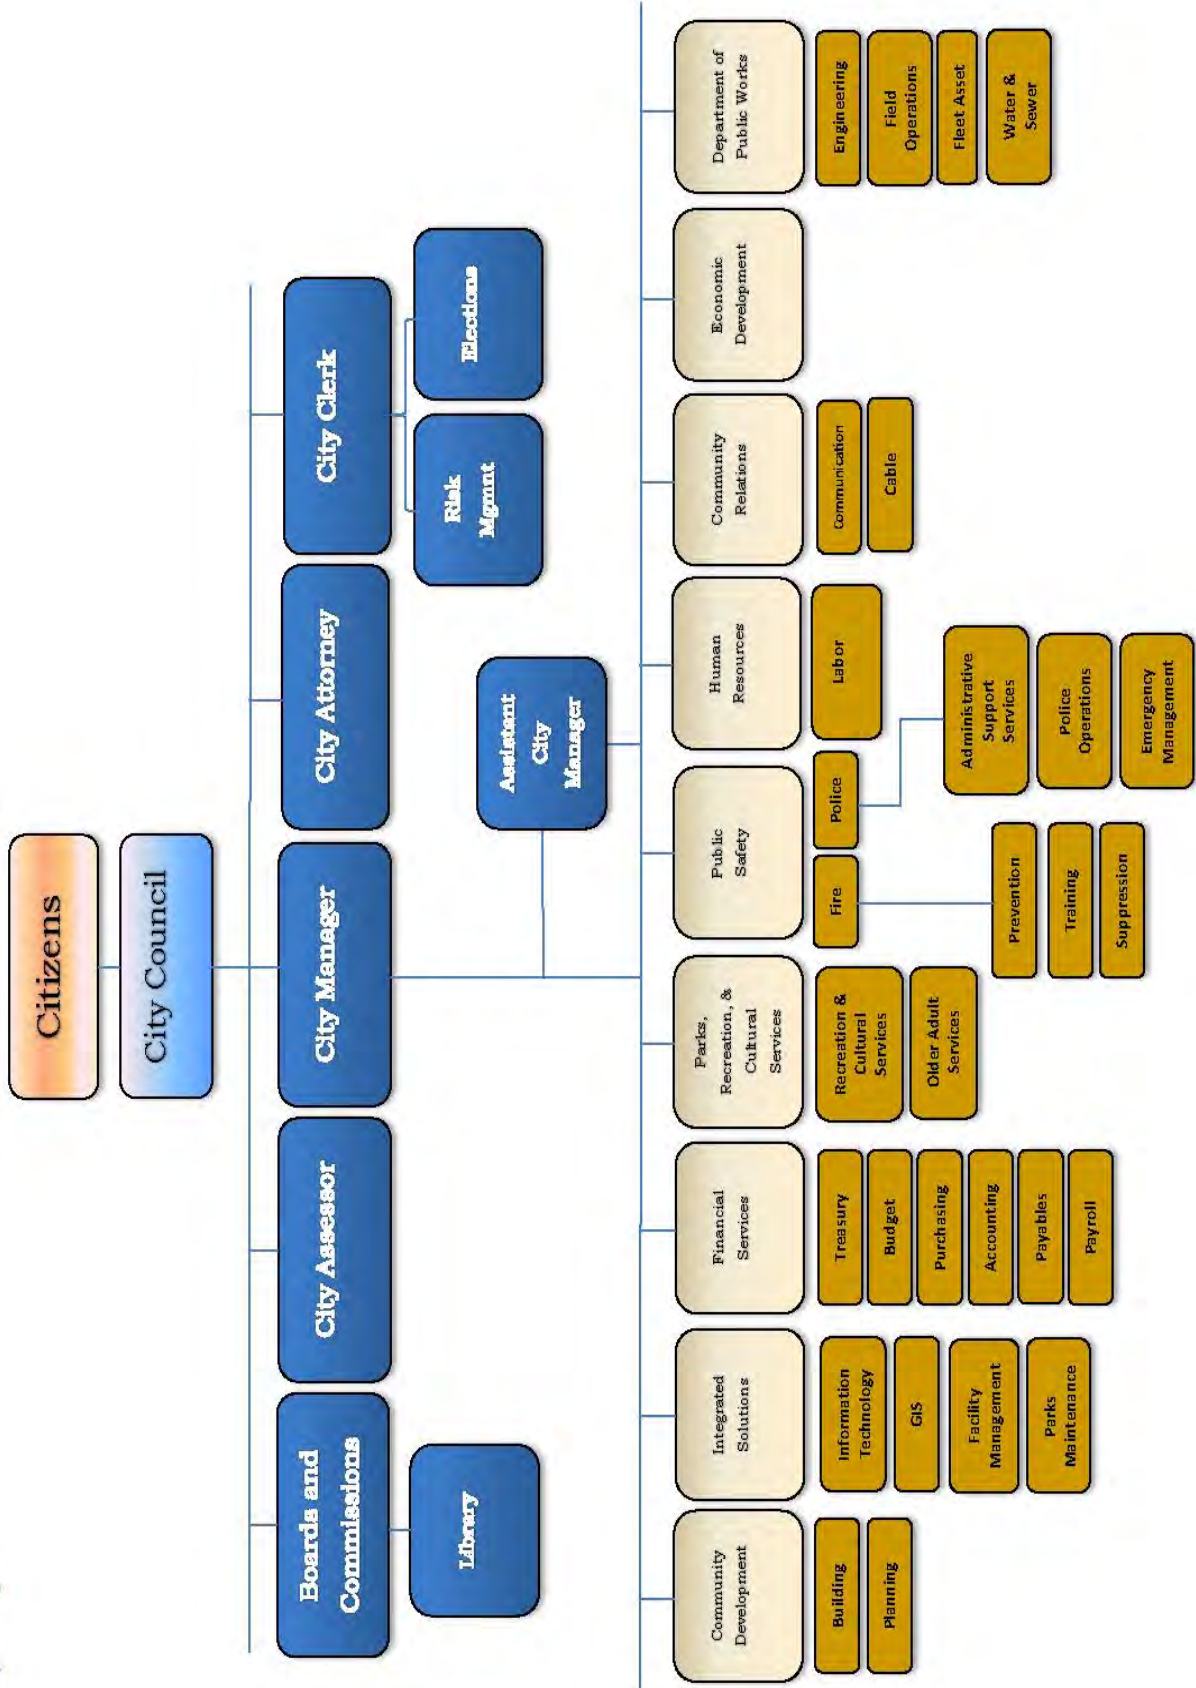 Citizens
City Council
Boards and
Commissions
City Assessor
City Manager
City Attorney
City Clerk
Library
Assistant
City
Manager
Risk
Mgmnt
Elections
Community
Development
Building
Planning
Integrated
Solutions
Information
Technology
GIS
Facility
Management
Parks
Maintenance
Financial
Services
Treasury
Budget
Purchasing
Accounting
Payables
Payroll
Parks,
Recreation, &
Cultural
Services
Recreation &
Cultural
Services
Older Adult
Services
Public
Safety
Fire
Prevention
Training
Suppression
Police
Administrative
Support
Services
Police
Operations
Emergency
Management
Human
Resources
Labor
Community
Relations
Communication
Cable
Economic
Development
Department of
Public Works
Engineering
Field
Operations
Fleet Asset
Water &
Sewer